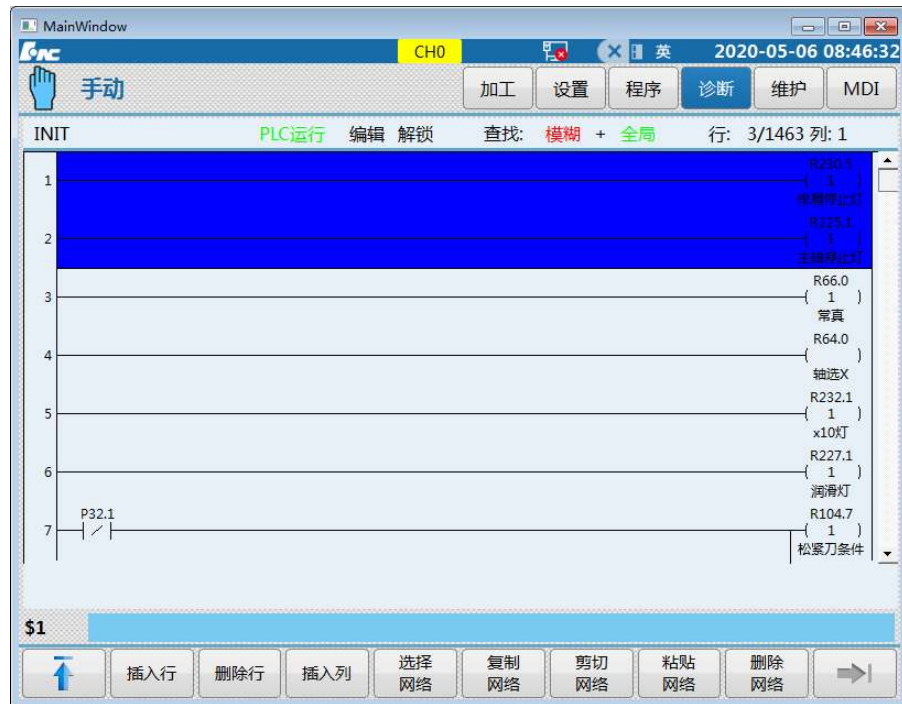 MainWindow
CH0 英 2020-05-06 08:46:32
手动 加工 设置 程序 诊断 维护 MDI
INIT PLC运行 编辑 解锁 查找: 模糊 + 全局 行: 3/1463 列: 1
R230.5
1 ( 1 )
R225.1
2 ( 1 )
主轴停止灯
R66.0
3 ( 1 )
常真
R64.0
4 ( )
轴选X
R232.1
5 ( 1 )
x10灯
R227.1
6 ( 1 )
润滑灯
P32.1 R104.7
7 ( 1 )
松紧刀条件
$1
插入行 删除行 插入列 选择网络 复制网络 剪切网络 粘贴网络 删除网络